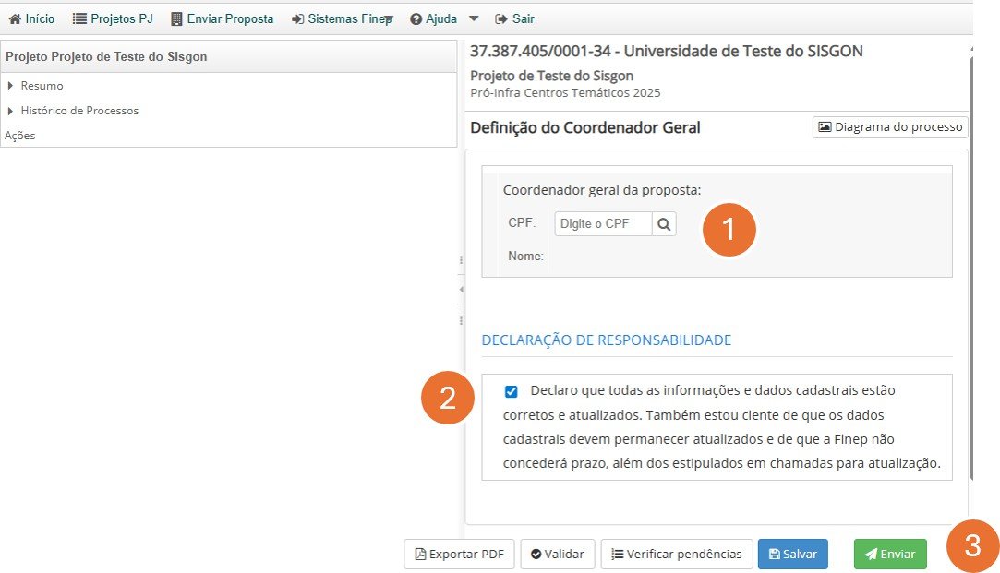 Início Projetos PJ Enviar Proposta Sistemas Finep Ajuda Sair
Projeto Projeto de Teste do Sisgon
Resumo
Histórico de Processos
Ações
37.387.405/0001-34 - Universidade de Teste do SISGON
Projeto de Teste do Sisgon
Pró-Infra Centros Temáticos 2025
Definição do Coordenador Geral
Diagrama do processo
Coordenador geral da proposta:
CPF: Digite o CPF
1
Nome:
DECLARAÇÃO DE RESPONSABILIDADE
2
Declaro que todas as informações e dados cadastrais estão
corretos e atualizados. Também estou ciente de que os dados
cadastrais devem permanecer atualizados e de que a Finep não
concederá prazo, além dos estipulados em chamadas para atualização.
Exportar PDF Validar Verificar pendências Salvar Enviar
3